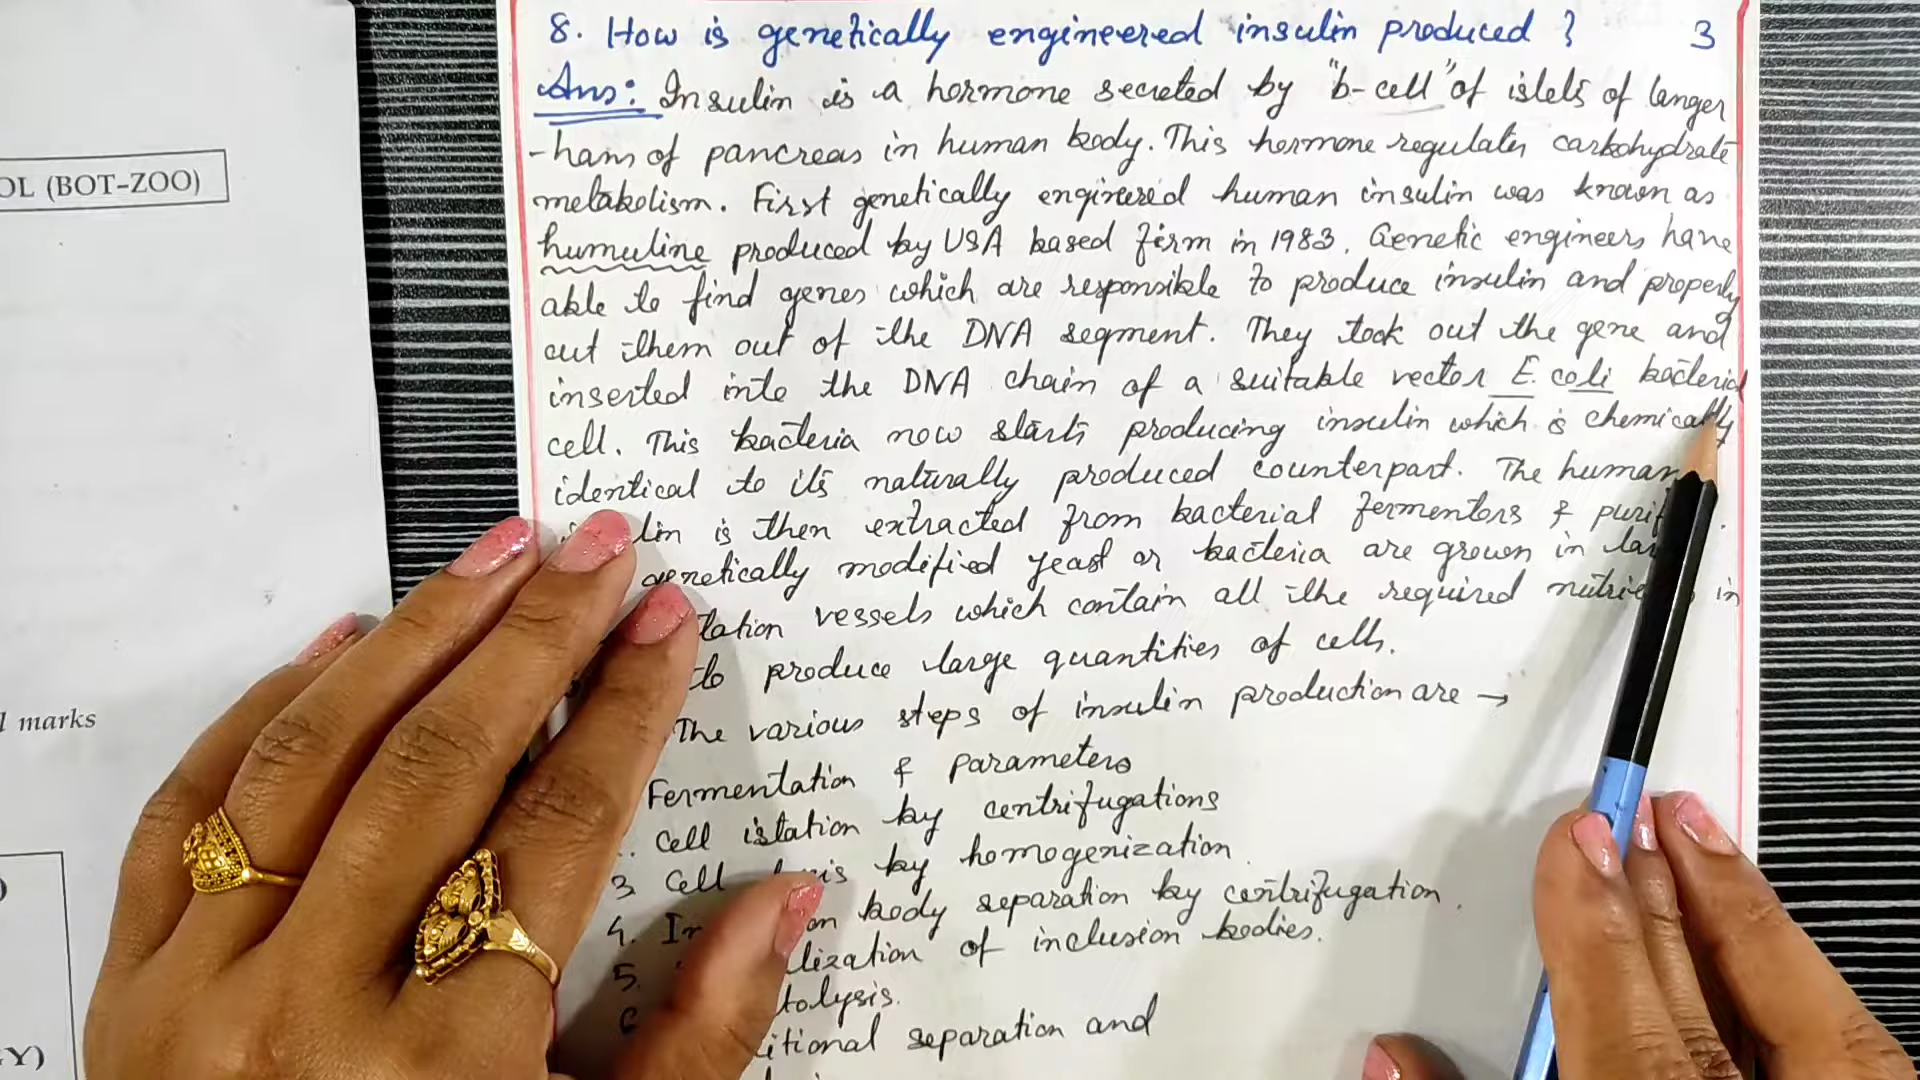 8. How is genetically engineered insulin produced ? 3
Ans: Insulin is a hormone secreted by "b-cell" of islets of langer
-hans of pancreas in human body. This hormone regulates carbohydrate
metabolism. First genetically engineered human insulin was known as
humuline produced by USA based firm in 1983. Genetic engineers have
able to find genes which are responsible to produce insulin and properly
cut them out of the DNA segment. They took out the gene and
inserted into the DNA chain of a suitable vector E. coli bacterial
cell. This bacteria now starts producing insulin which is chemically
identical to its naturally produced counterpart. The human
lin is then extracted from bacterial fermentors & purif
genetically modified yeast or bacteria are grown in
tation vessels which contain all the required in
to produce large quantities of cells.
The various steps of insulin production are →
Fermentation & parameters
Cell istation by centrifugations
3 Cell by homogenization
4. In on body separation by centrifugation.
5. lization of inclusion bodies.
6 tolysis.
itional separation and
OL (BOT-ZOO)
l marks
)
GY)